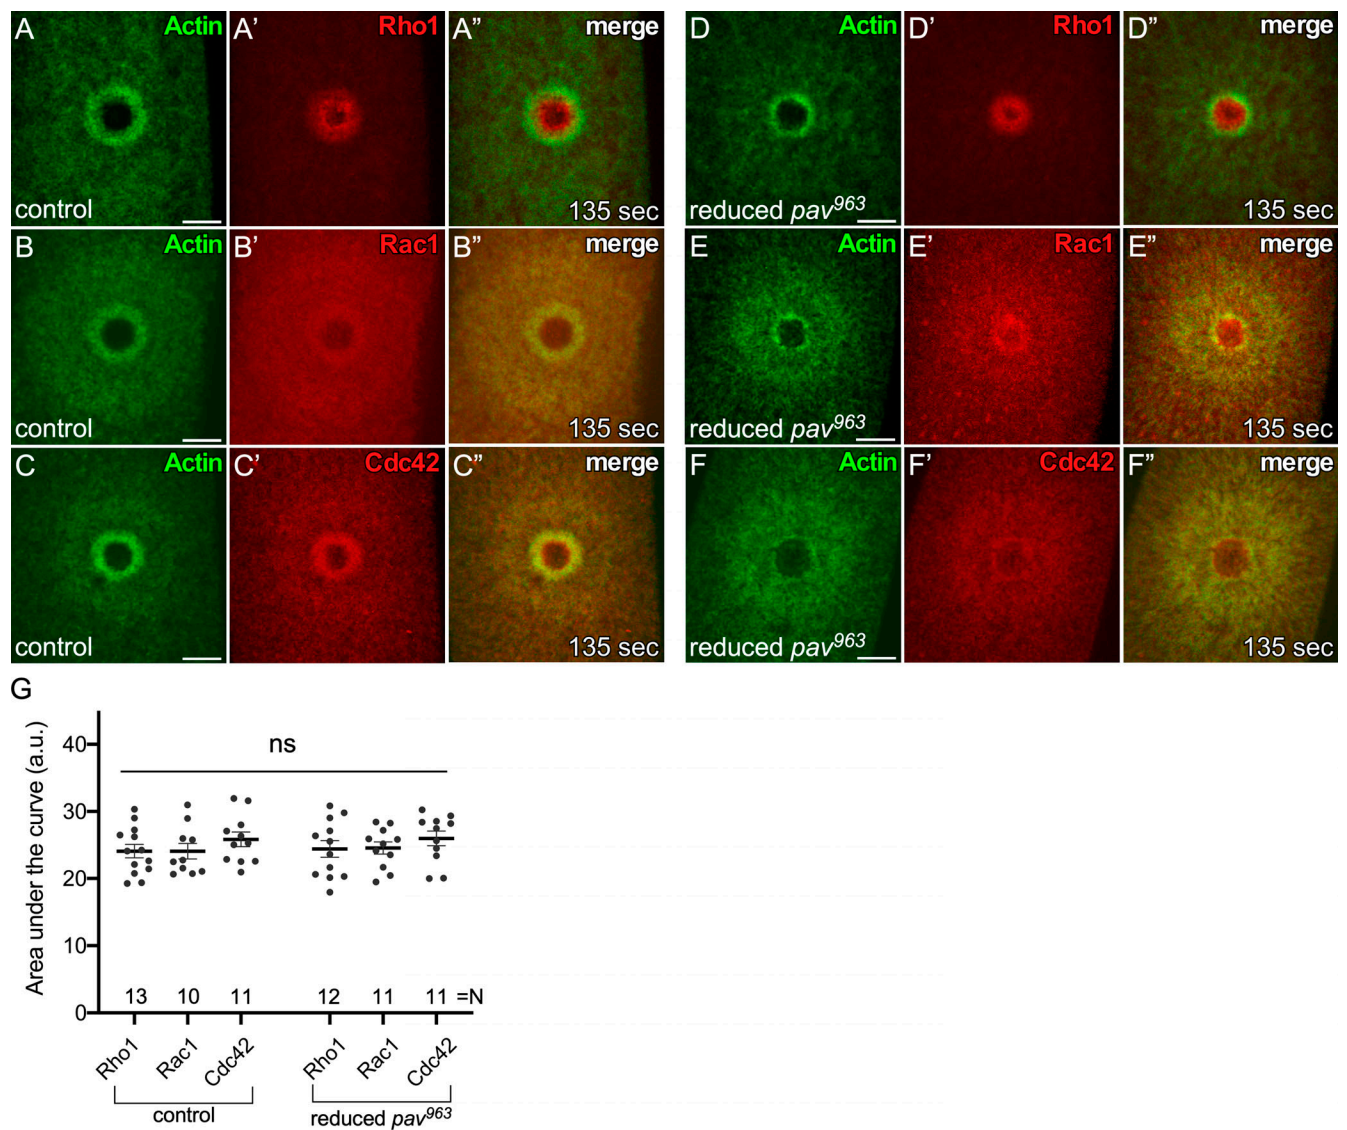 A Actin A’ Rho1 A” merge D Actin D’ Rho1 D” merge
control 135 sec reduced pav963 135 sec
B Actin B’ Rac1 B” merge E Actin E’ Rac1 E” merge
control 135 sec reduced pav963 135 sec
C Actin C’ Cdc42 C” merge F Actin F’ Cdc42 F” merge
control 135 sec reduced pav963 135 sec
G
Area under the curve (a.u.)
40
30
20
10
0
ns
13 10 11 12 11 11 =N
Rho1 Rac1 Cdc42 Rho1 Rac1 Cdc42
control reduced pav963